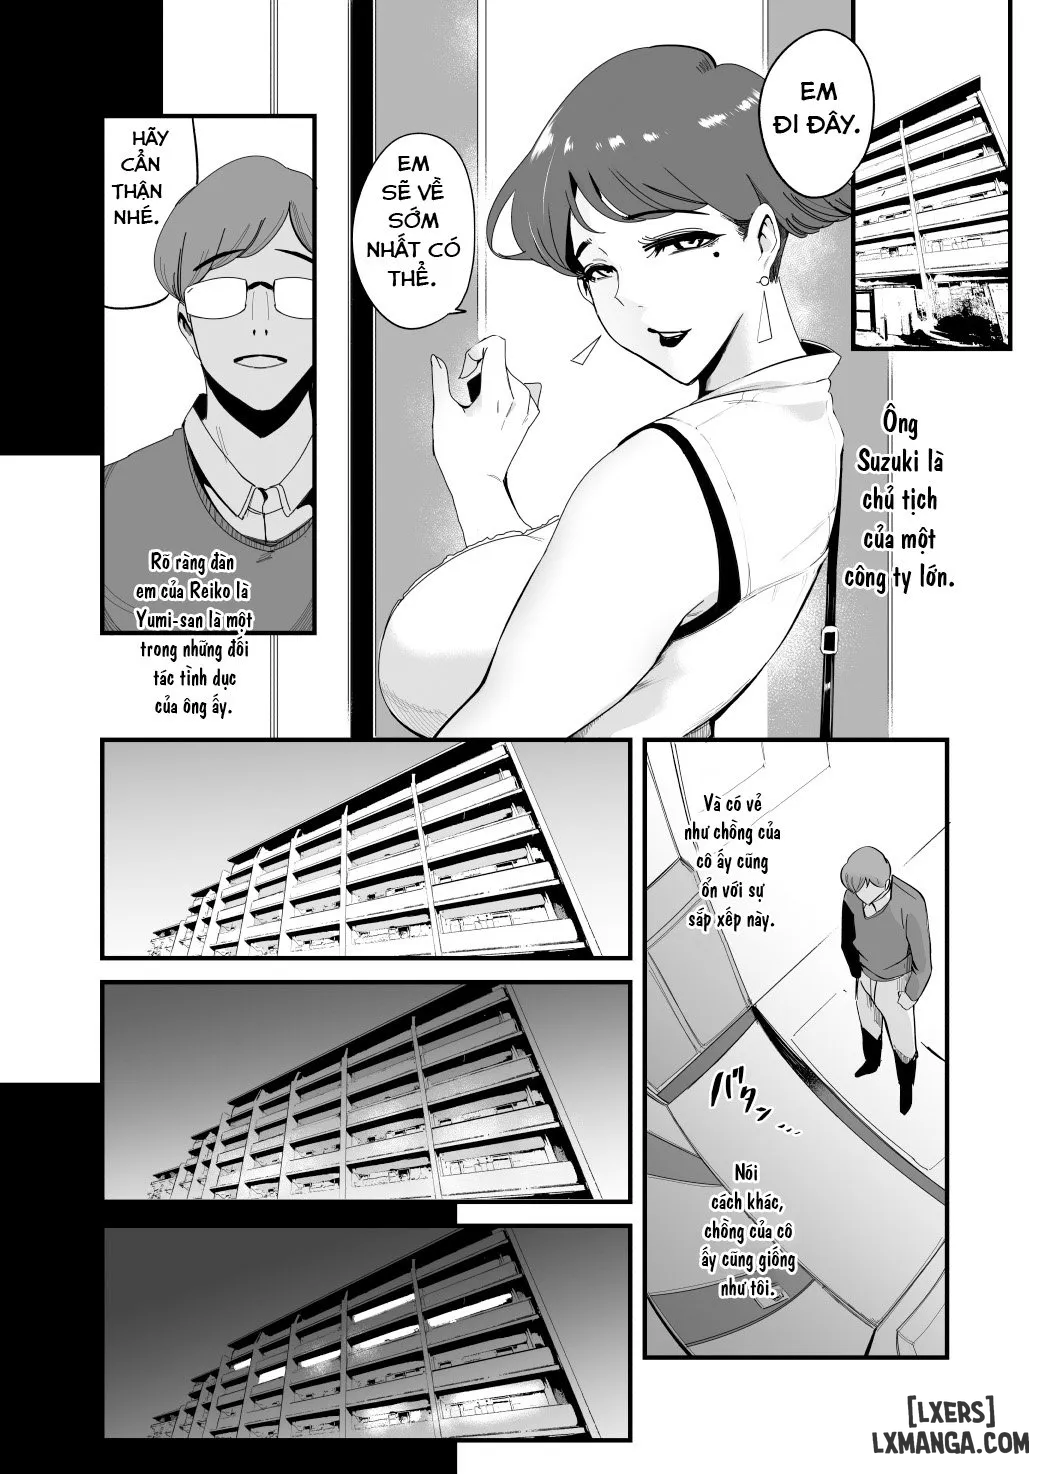 EM
ĐI ĐÂY.
EM
SẼ VỀ
SỚM
NHẤT CÓ
THỂ.
HÃY
CẨN
THẬN
NHÉ.
Ông
Suzuki là
chủ tịch
của một
công ty lớn.
Rõ ràng đàn
em của Reiko là
Yumi-san là một
trong những đối
tác tình dục
của ông ấy.
Và có vẻ
như chồng của
cô ấy cũng
ổn với sự
sáp xếp này.
バタン…
Nói
cách khác,
chồng của cô
ấy cũng giống
như tôi.
[LXERS]
LXMANGA.COM